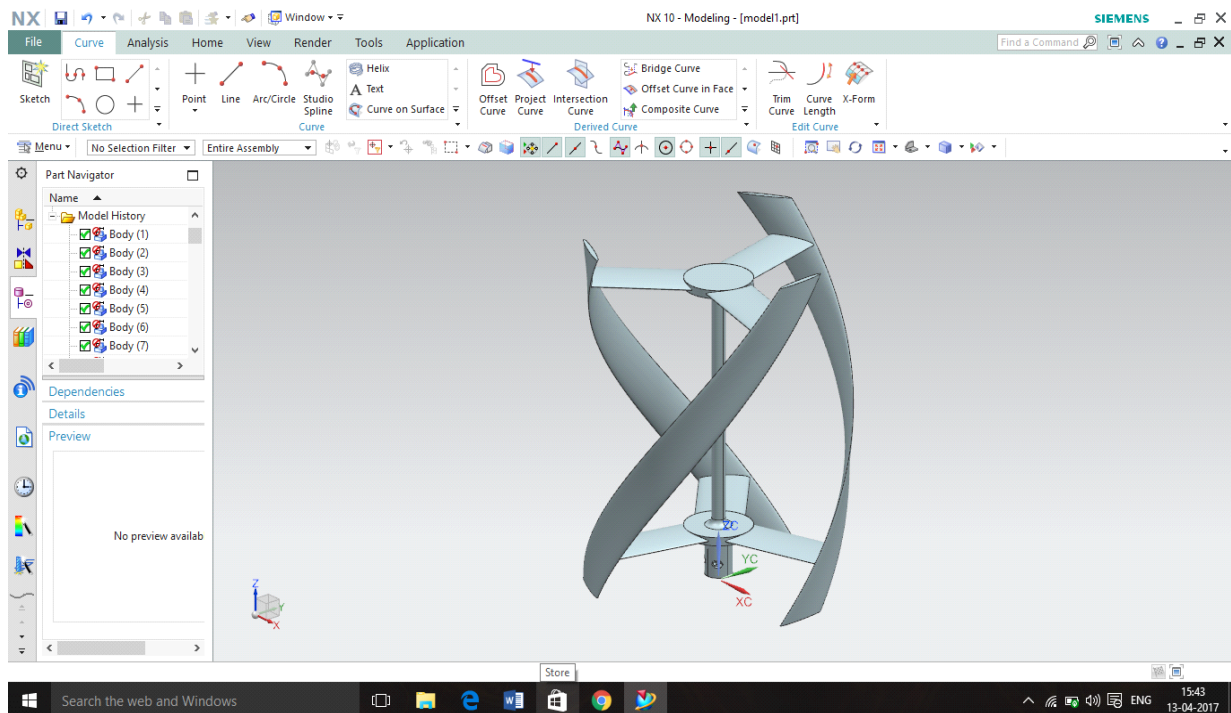 NX Window NX 10 - Modeling - [model1.prt] SIEMENS
File Curve Analysis Home View Render Tools Application Find a Command
Sketch
Direct Sketch
Point Line Arc/Circle Studio Spline
Helix
Text
Curve on Surface
Curve
Offset Curve Project Curve Intersection Curve
Bridge Curve
Offset Curve in Face
Composite Curve
Derived Curve
Trim Curve Curve Length X-Form
Edit Curve
Menu No Selection Filter Entire Assembly
Part Navigator
Name
Model History
Body (1)
Body (2)
Body (3)
Body (4)
Body (5)
Body (6)
Body (7)
Dependencies
Details
Preview
No preview availab
ZC
YC
XC
Z
Y
X
Store
Search the web and Windows
ENG
15:43
13-04-2017